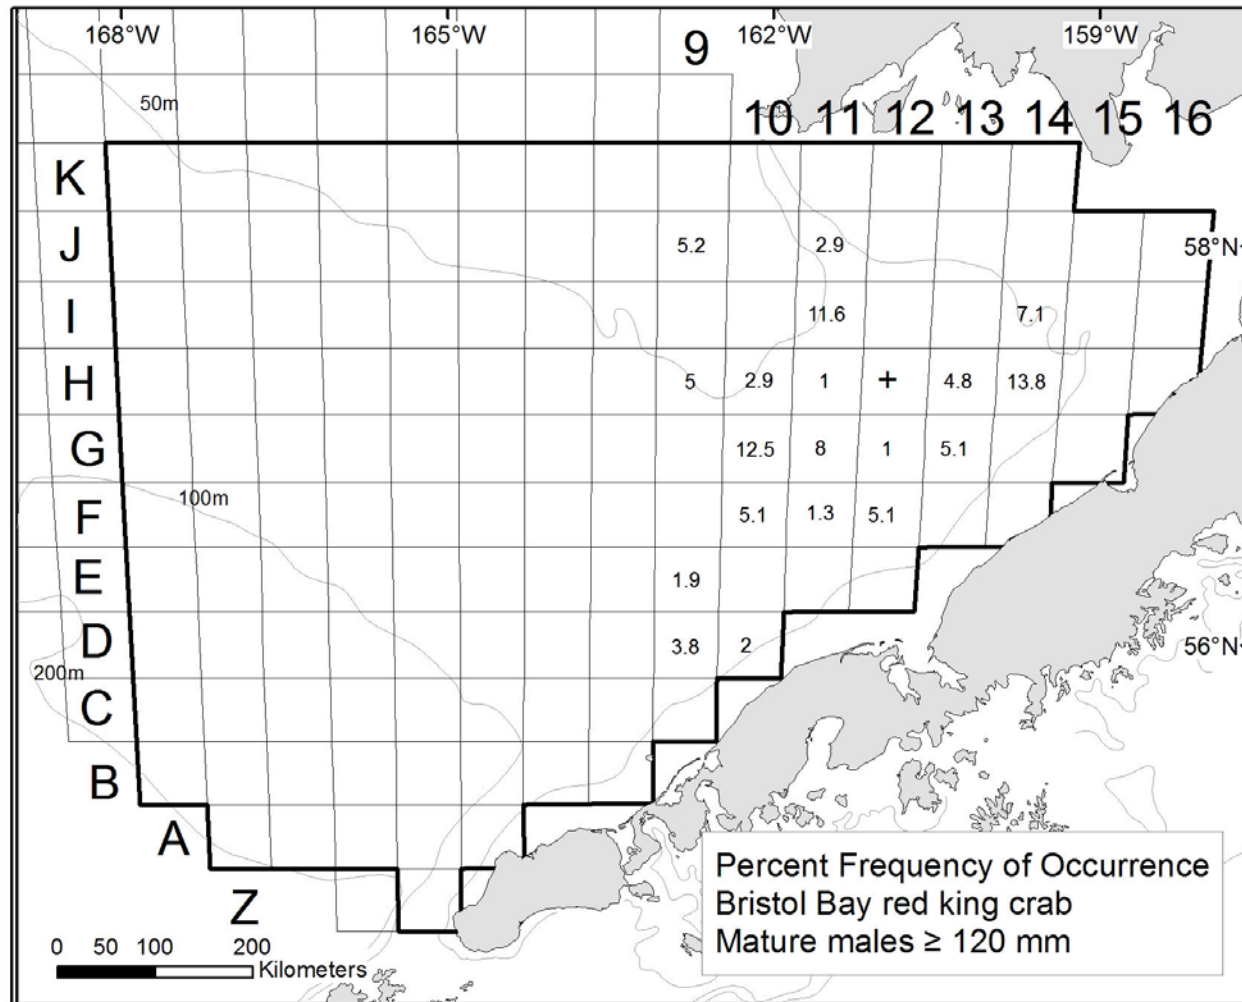 168°W 165°W 162°W 159°W
9
50m
10 11 12 13 14 15 16
K
J 5.2 2.9 58°N
I 11.6 7.1
H 5 2.9 1 + 4.8 13.8
G 12.5 8 1 5.1
100m
F 5.1 1.3 5.1
E 1.9
D 3.8 2 56°N
200m
C
B
A
Z
Percent Frequency of Occurrence
Bristol Bay red king crab
Mature males ≥ 120 mm
0 50 100 200
Kilometers